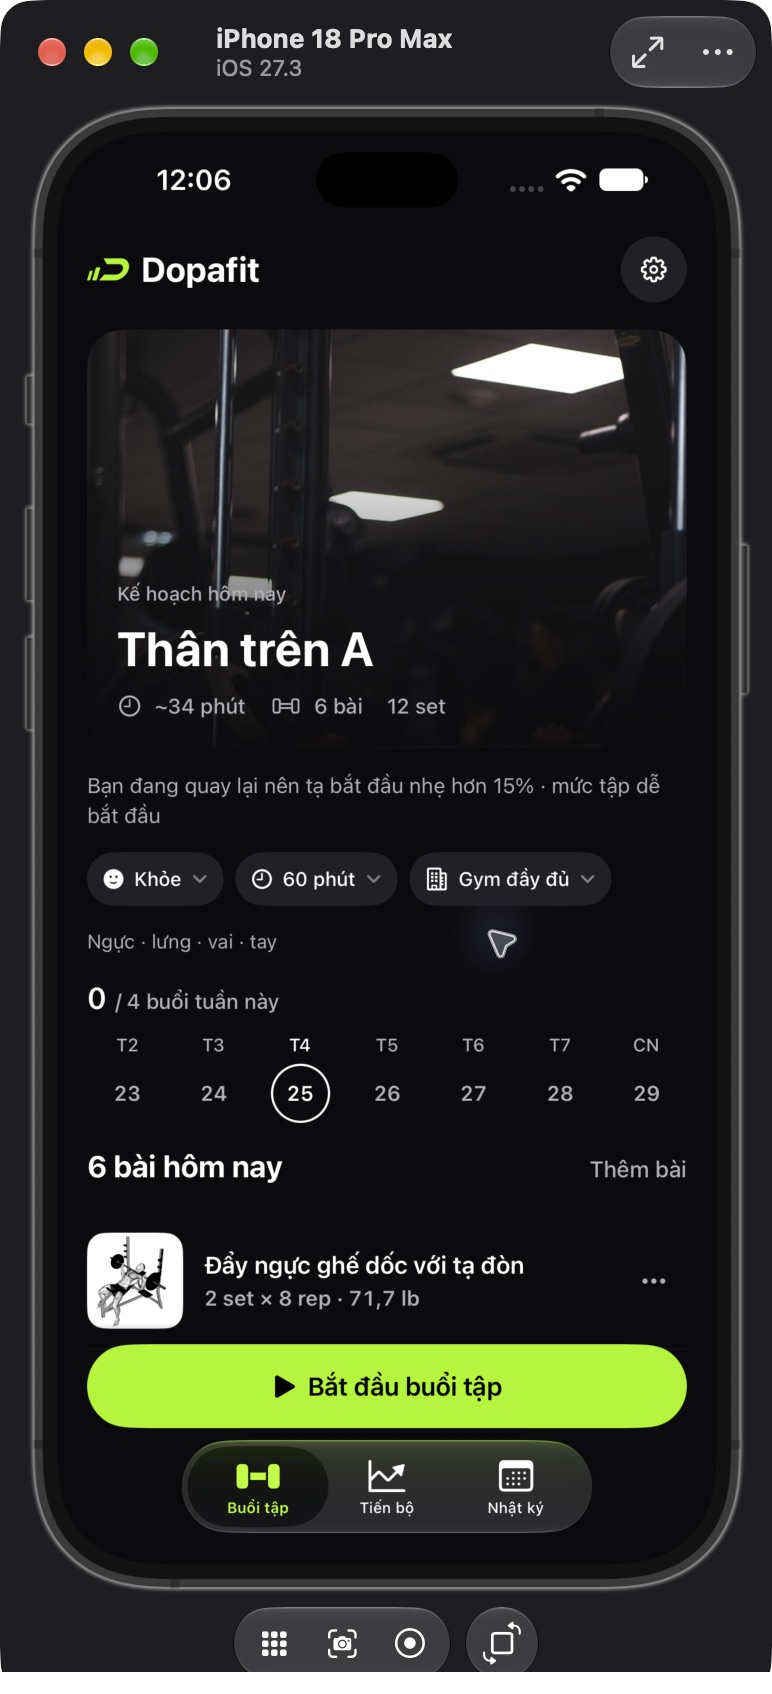 iPhone 18 Pro Max
iOS 27.3
12:06
Dopafit
Kế hoạch hôm nay
Thân trên A
~34 phút 6 bài 12 set
Bạn đang quay lại nên tạ bắt đầu nhẹ hơn 15% · mức tập dễ
bắt đầu
Khỏe 60 phút Gym đầy đủ
Ngực · lưng · vai · tay
0 / 4 buổi tuần này
T2 T3 T4 T5 T6 T7 CN
23 24 25 26 27 28 29
6 bài hôm nay Thêm bài
Đẩy ngực ghế dốc với tạ đòn
2 set × 8 rep · 71,7 lb
Bắt đầu buổi tập
Buổi tập Tiến bộ Nhật ký